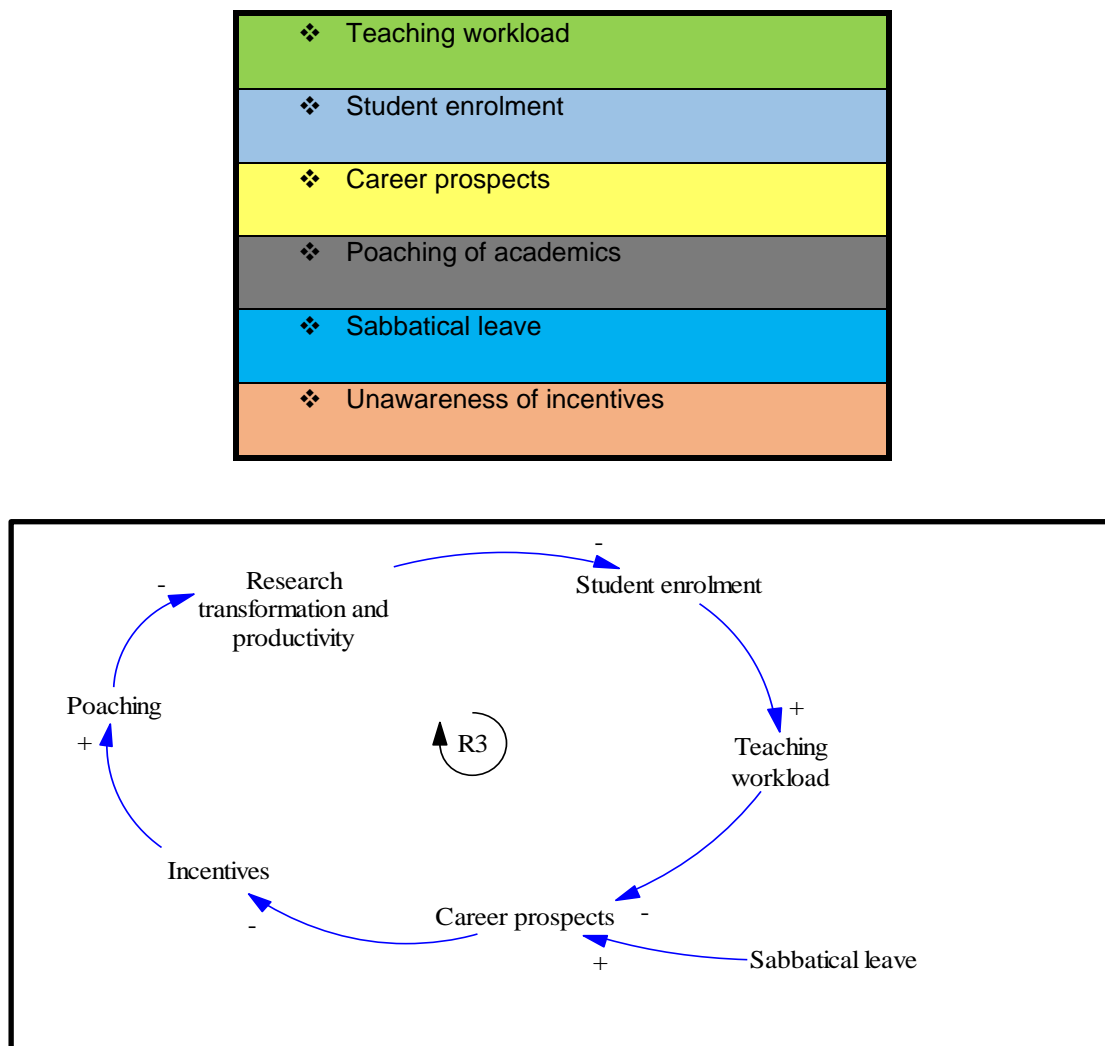 ❖ Teaching workload
❖ Student enrolment
❖ Career prospects
❖ Poaching of academics
❖ Sabbatical leave
❖ Unawareness of incentives
-
-
Research
transformation and
productivity
Student enrolment
Poaching
+
+
R3
Teaching
workload
Incentives
Career prospects
-
-
+
Sabbatical leave